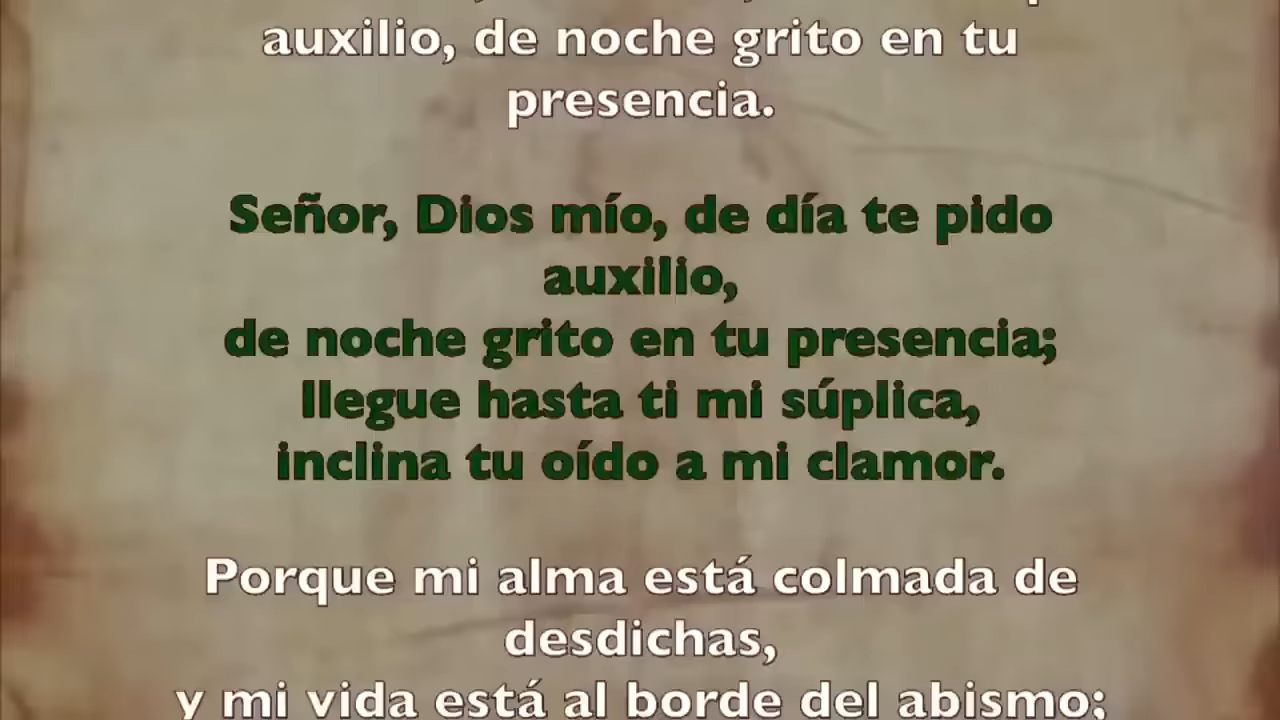 auxilio, de noche grito en tu
presencia.
Señor, Dios mío, de día te pido
auxilio,
de noche grito en tu presencia;
llegue hasta ti mi súplica,
inclina tu oído a mi clamor.
Porque mi alma está colmada de
desdichas,
y mi vida está al borde del abismo;